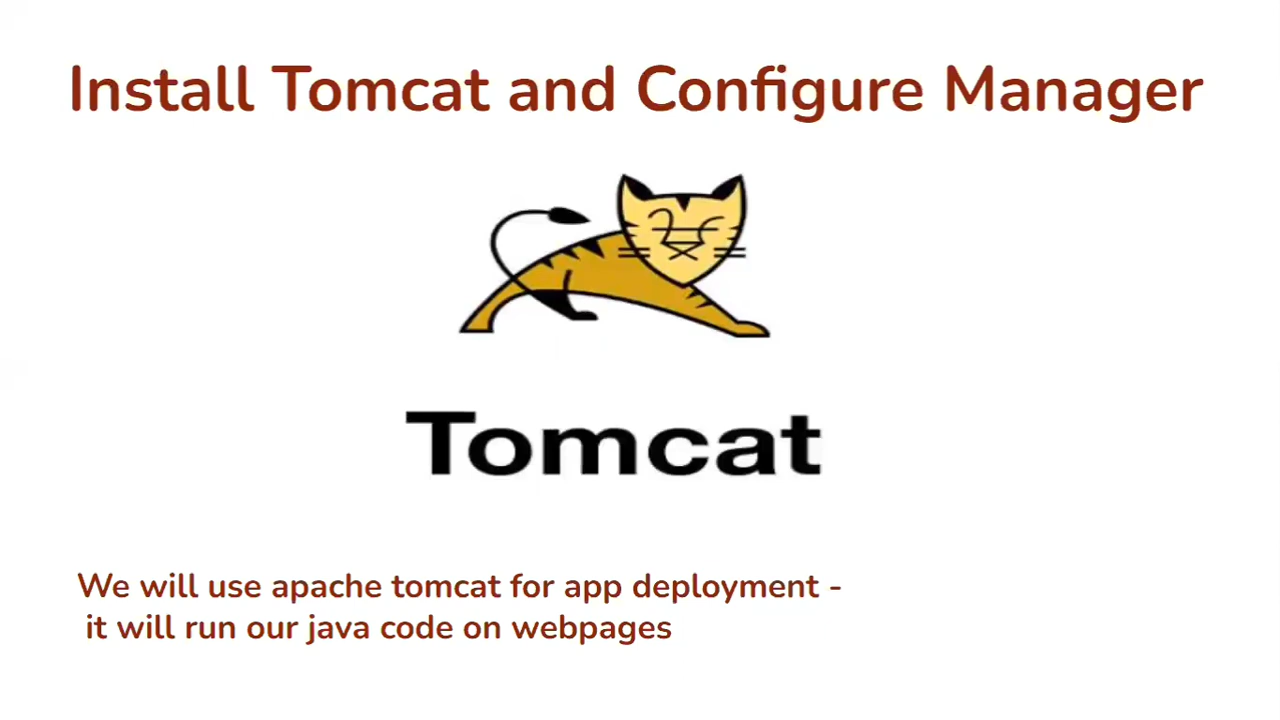 Install Tomcat and Configure Manager
Tomcat
We will use apache tomcat for app deployment -
it will run our java code on webpages